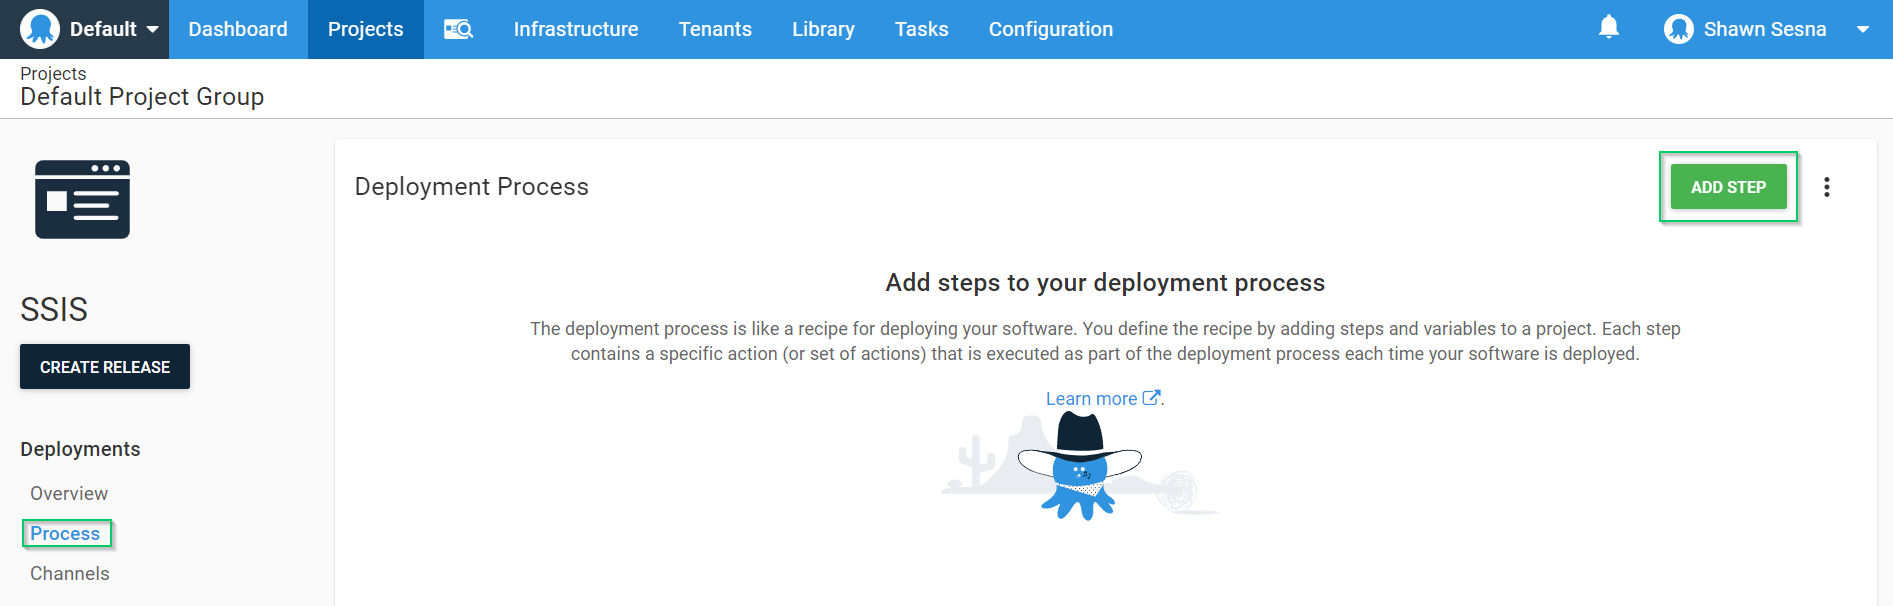 Default
Dashboard
Projects
Infrastructure
Tenants
Library
Tasks
Configuration
Shawn Sesna
Projects
Default Project Group
Deployment Process
ADD STEP
Add steps to your deployment process
The deployment process is like a recipe for deploying your software. You define the recipe by adding steps and variables to a project. Each step
contains a specific action (or set of actions) that is executed as part of the deployment process each time your software is deployed.
Learn more.
SSIS
CREATE RELEASE
Deployments
Overview
Process
Channels